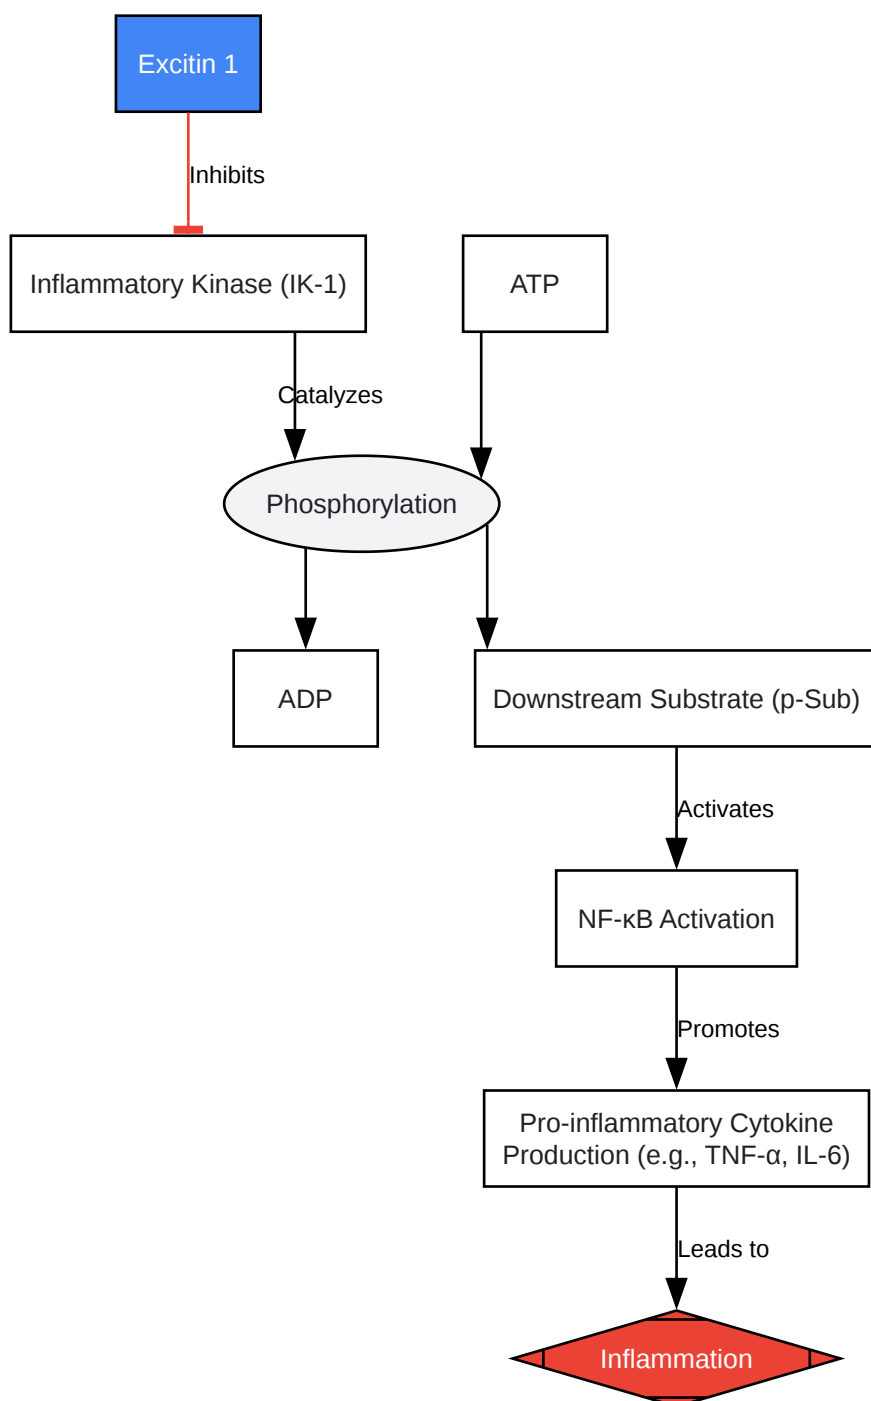 Excitin 1
Inhibits
Inflammatory Kinase (IK-1)
ATP
Catalyzes
Phosphorylation
ADP
Downstream Substrate (p-Sub)
Activates
NF-κB Activation
Promotes
Pro-inflammatory Cytokine
Production (e.g., TNF-α, IL-6)
Leads to
Inflammation